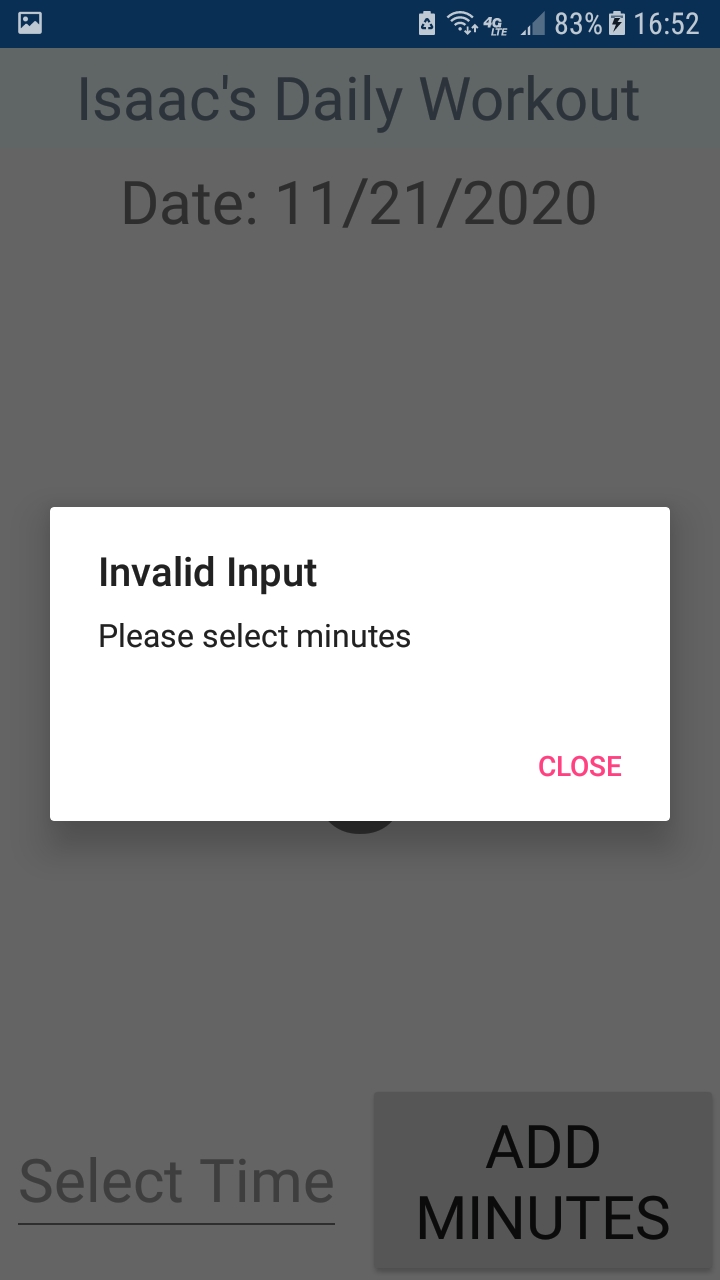 4G LTE 83% 16:52
Isaac's Daily Workout
Date: 11/21/2020
Invalid Input
Please select minutes
CLOSE
Select Time
ADD
MINUTES